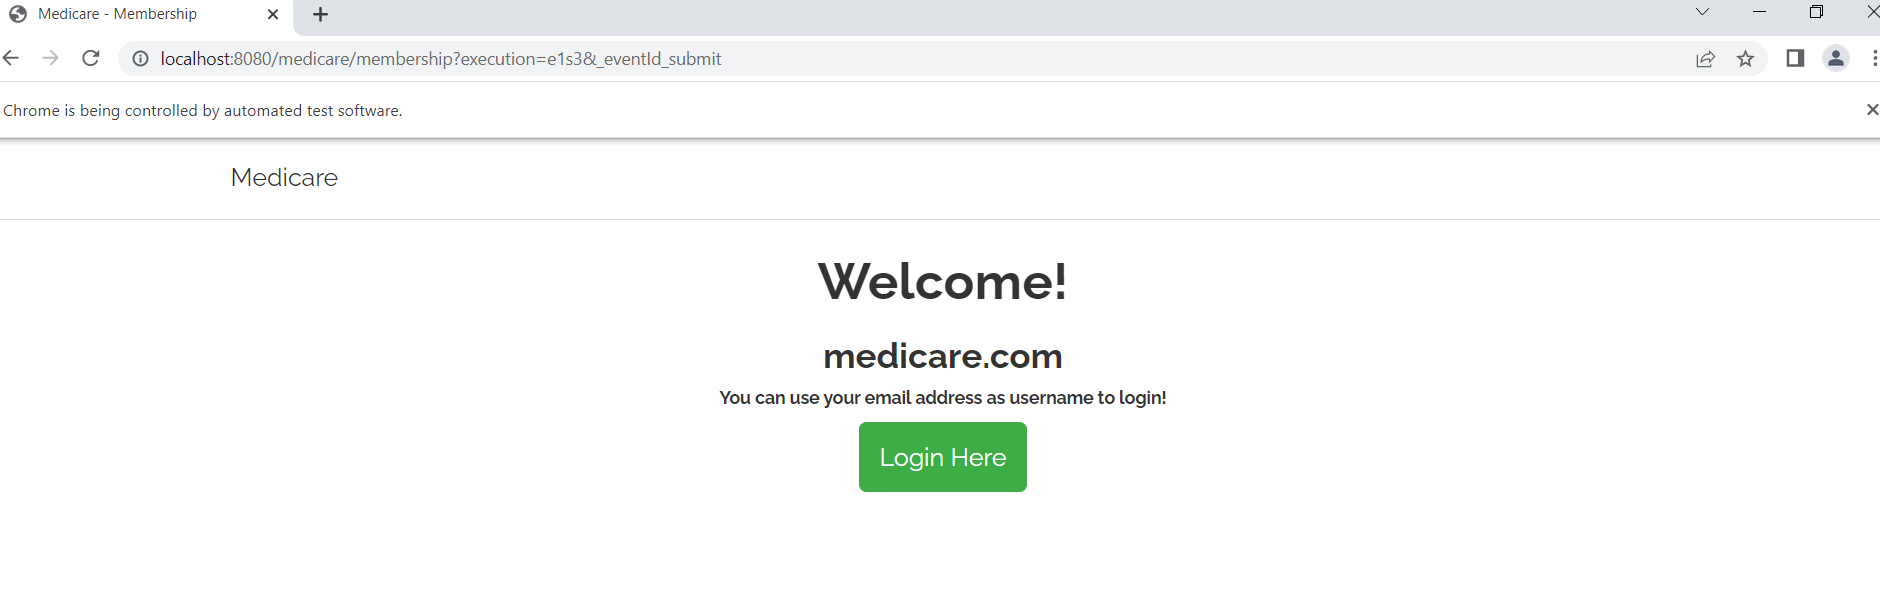 Medicare - Membership
localhost:8080/medicare/membership?execution=e1s3&_eventId_submit
Chrome is being controlled by automated test software.
Medicare
Welcome!
medicare.com
You can use your email address as username to login!
Login Here